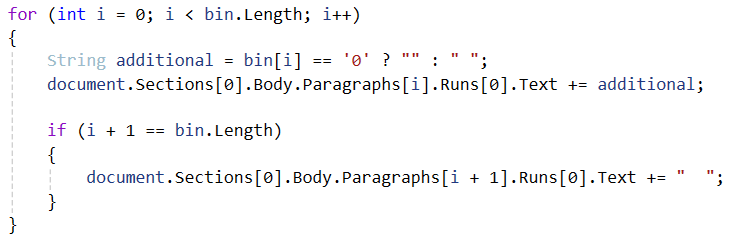 for (int i = 0; i < bin.Length; i++)
{
    String additional = bin[i] == '0' ? "" : " ";
    document.Sections[0].Body.Paragraphs[i].Runs[0].Text += additional;

    if (i + 1 == bin.Length)
    {
        document.Sections[0].Body.Paragraphs[i + 1].Runs[0].Text += "  ";
    }
}